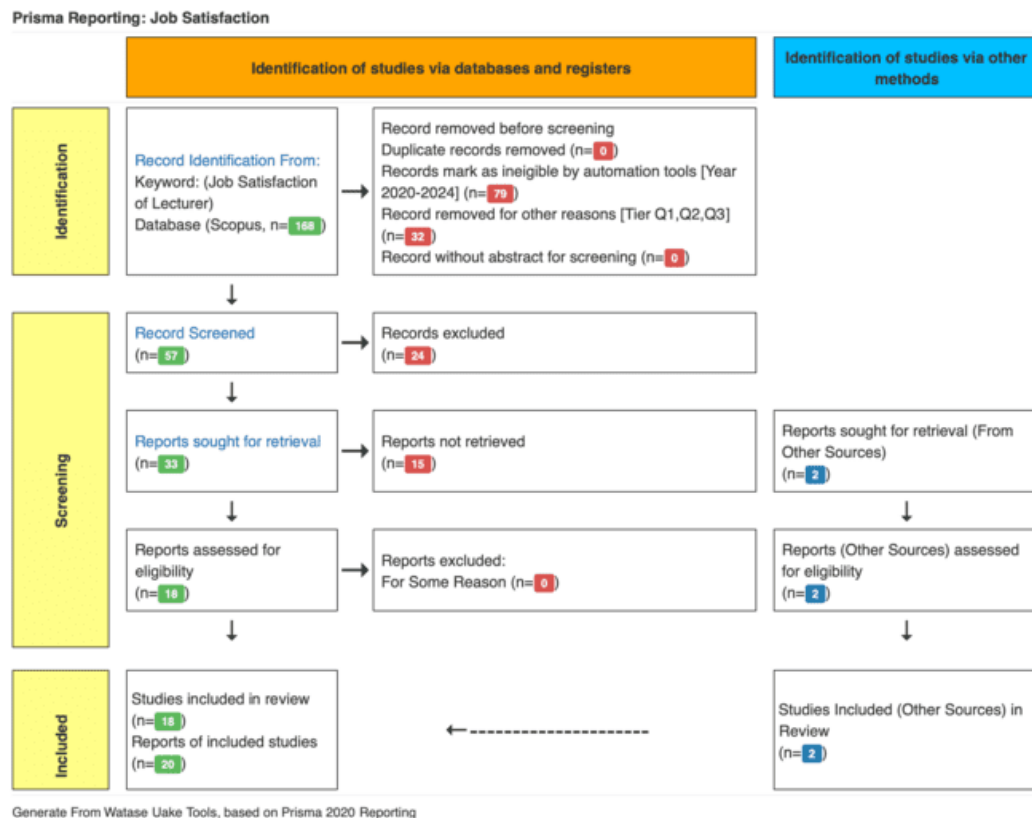 Prisma Reporting: Job Satisfaction
Identification of studies via databases and registers
Identification of studies via other
methods
Identification
Record Identification From:
Keyword: (Job Satisfaction
of Lecturer)
Database (Scopus, n= 168 )
Record removed before screening
Duplicate records removed (n= 0 )
Records mark as ineigible by automation tools [Year
2020-2024] (n= 79 )
Record removed for other reasons [Tier Q1,Q2,Q3]
(n= 32 )
Record without abstract for screening (n= 0 )
Screening
Record Screened
(n= 57 )
Records excluded
(n= 24 )
Reports sought for retrieval
(n= 33 )
Reports not retrieved
(n= 15 )
Reports sought for retrieval (From
Other Sources)
(n= 2 )
Reports assessed for
eligibility
(n= 18 )
Reports excluded:
For Some Reason (n= 0 )
Reports (Other Sources) assessed
for eligibility
(n= 2 )
Included
Studies included in review
(n= 18 )
Reports of included studies
(n= 20 )
Studies Included (Other Sources) in
Review
(n= 2 )
Generate From Watase Uake Tools, based on Prisma 2020 Reporting